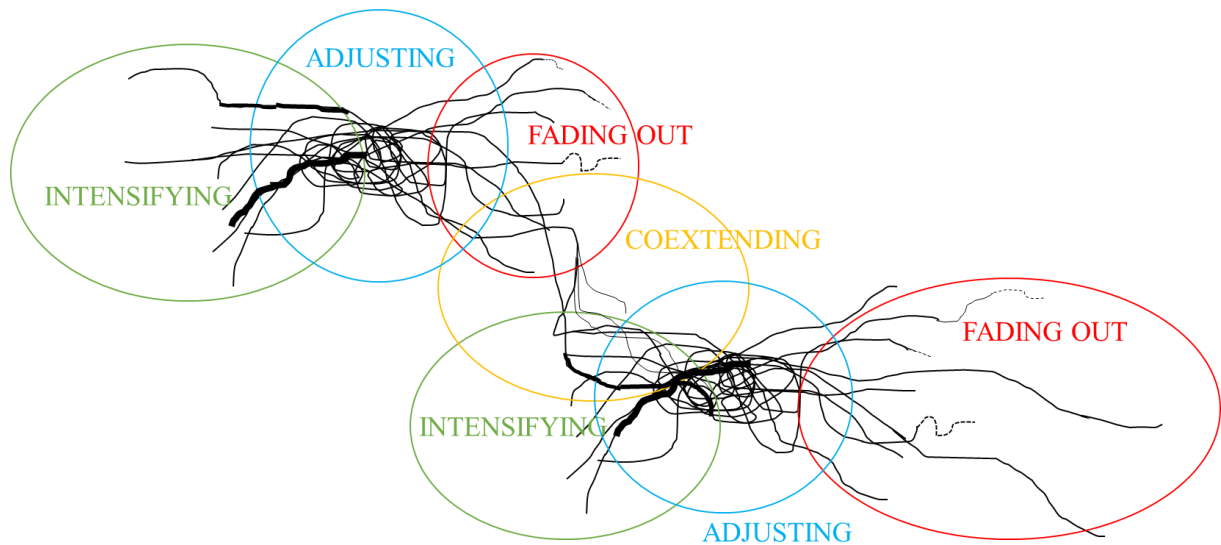 ADJUSTING
FADING OUT
INTENSIFYING
COEXTENDING
FADING OUT
INTENSIFYING
ADJUSTING